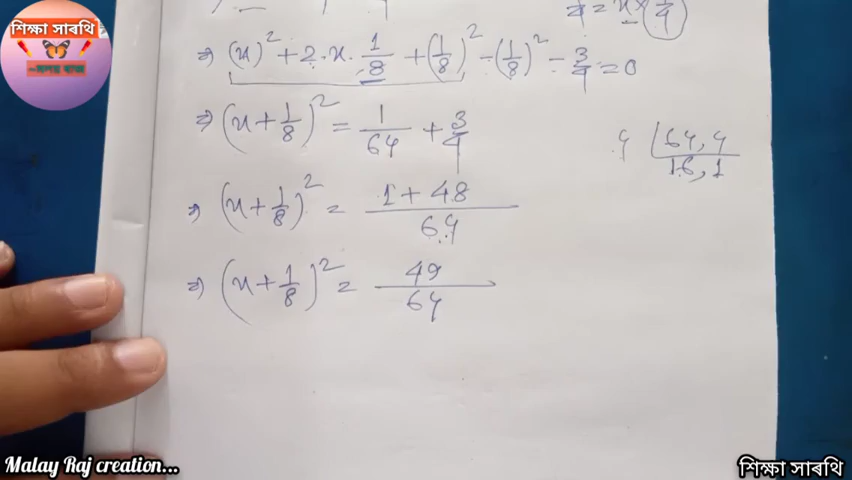 শিক্ষা সাৰথি
⇒ (x)² + 2·x·1/8 + (1/8)² - (1/8)² - 3/4 = 0
⇒ (x + 1/8)² = 1/64 + 3/4
4 | 64, 4
16, 1
⇒ (x + 1/8)² = 1 + 48 / 64
⇒ (x + 1/8)² = 49/64
Malay Raj creation...
শিক্ষা সাৰথি